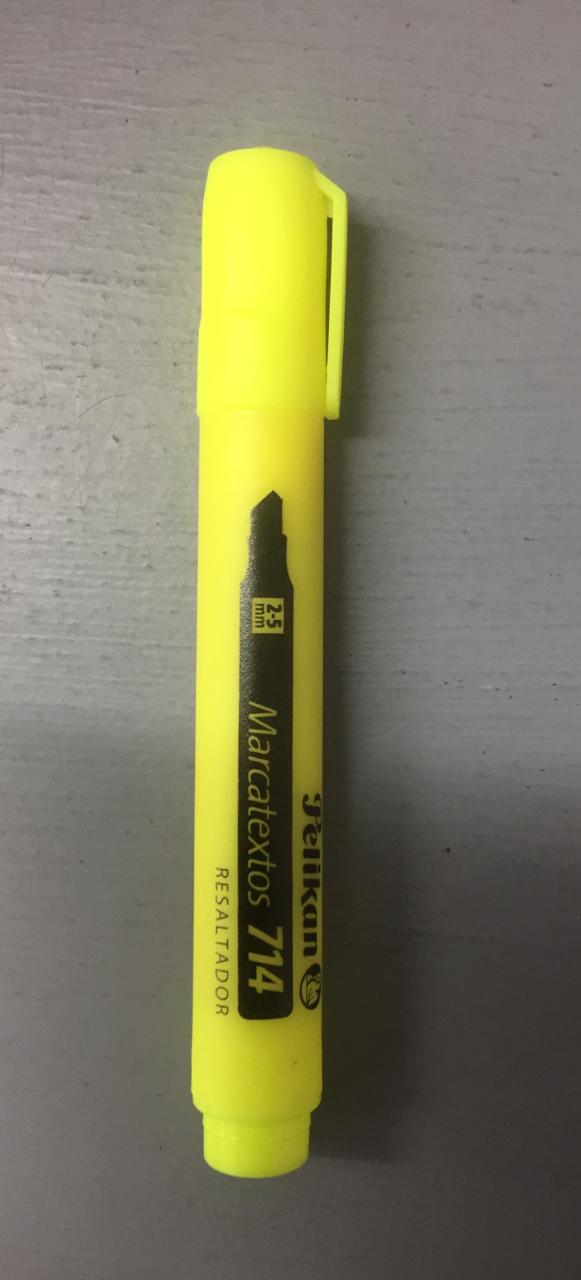 Pelikan
2-5
mm
Marcatextos 714
RESALTADOR